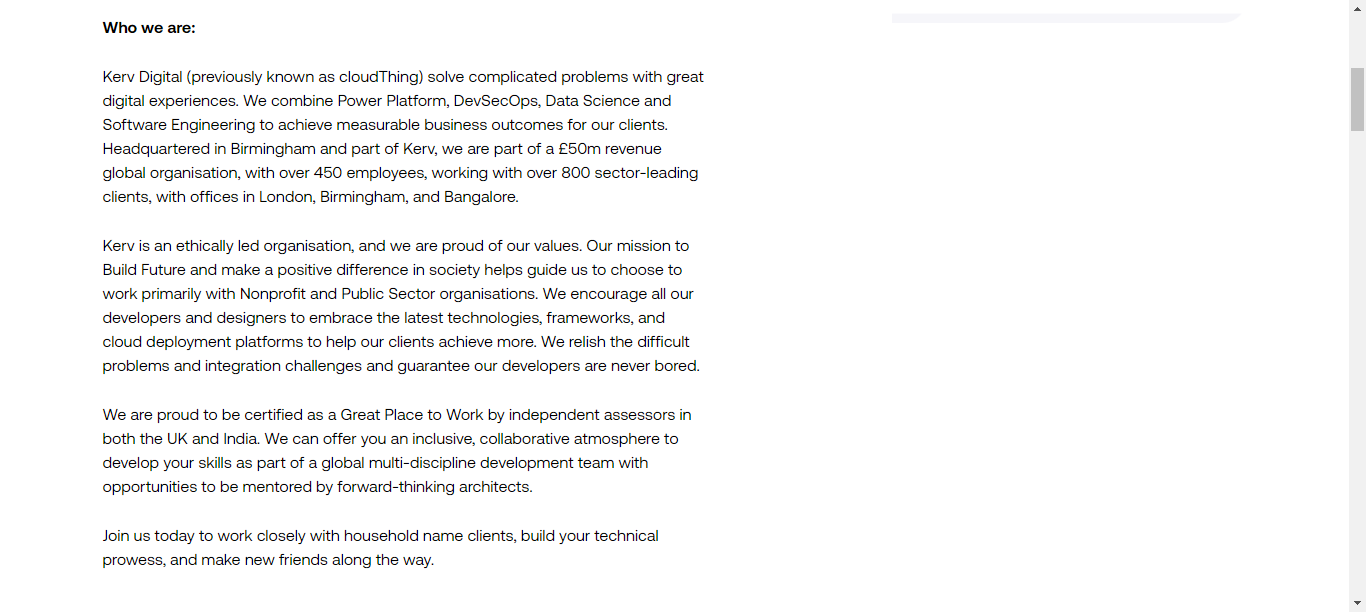 Who we are:
Kerv Digital (previously known as cloudThing) solve complicated problems with great
digital experiences. We combine Power Platform, DevSecOps, Data Science and
Software Engineering to achieve measurable business outcomes for our clients.
Headquartered in Birmingham and part of Kerv, we are part of a £50m revenue
global organisation, with over 450 employees, working with over 800 sector-leading
clients, with offices in London, Birmingham, and Bangalore.
Kerv is an ethically led organisation, and we are proud of our values. Our mission to
Build Future and make a positive difference in society helps guide us to choose to
work primarily with Nonprofit and Public Sector organisations. We encourage all our
developers and designers to embrace the latest technologies, frameworks, and
cloud deployment platforms to help our clients achieve more. We relish the difficult
problems and integration challenges and guarantee our developers are never bored.
We are proud to be certified as a Great Place to Work by independent assessors in
both the UK and India. We can offer you an inclusive, collaborative atmosphere to
develop your skills as part of a global multi-discipline development team with
opportunities to be mentored by forward-thinking architects.
Join us today to work closely with household name clients, build your technical
prowess, and make new friends along the way.